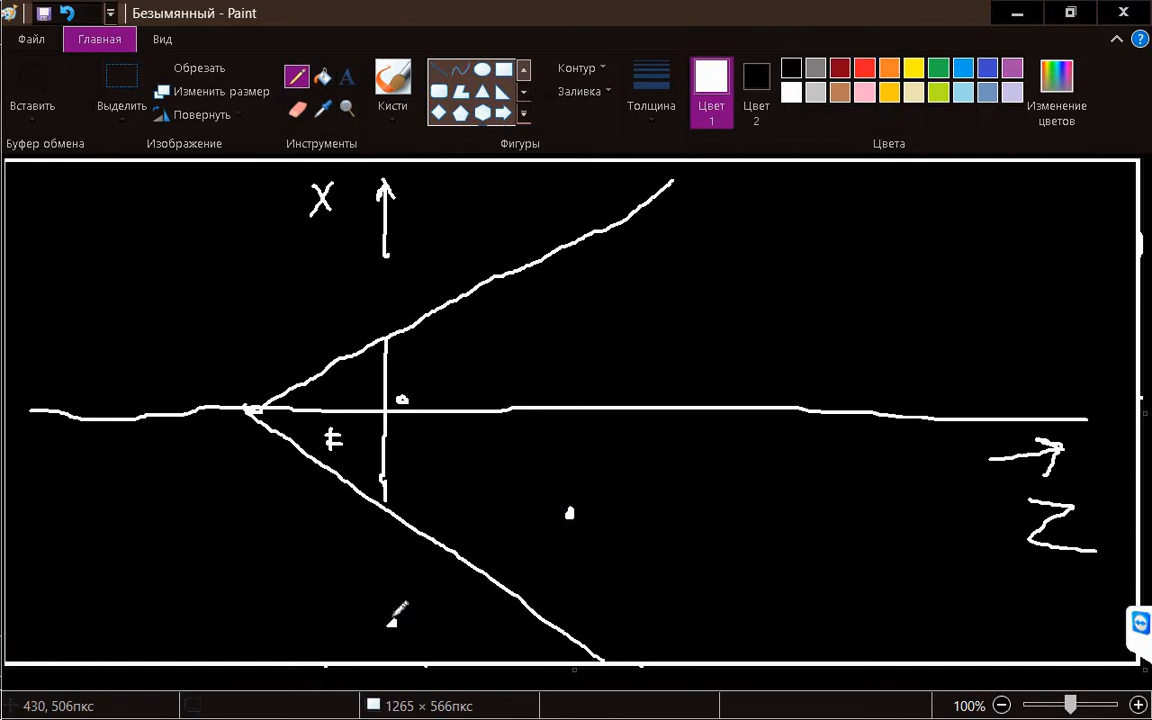 Безымянный - Paint
Файл
Главная
Вид
Вставить
Выделить
Обрезать
Изменить размер
Повернуть
A
Кисти
Контур
Заливка
Толщина
Цвет
1
Цвет
2
Изменение
цветов
Буфер обмена
Изображение
Инструменты
Фигуры
Цвета
X
Z
430, 506пкс
1265 × 566пкс
100%